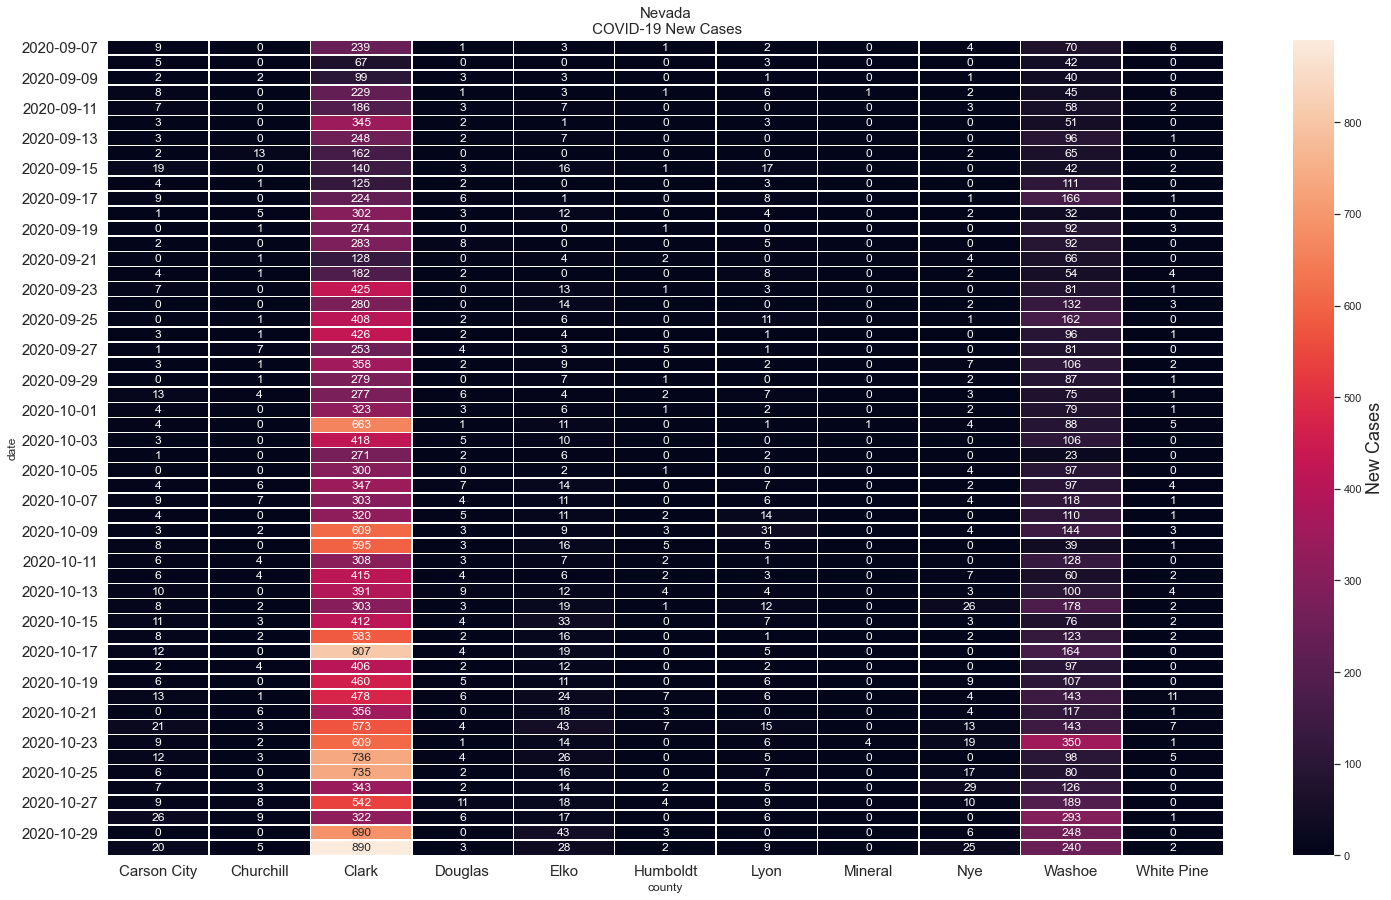 Nevada
COVID-19 New Cases
2020-09-07 9 0 239 1 3 1 2 0 4 70 6
5 0 67 0 0 0 3 0 0 42 0
2020-09-09 2 2 99 3 3 0 1 0 1 40 0
8 0 229 1 3 1 6 1 2 45 6
2020-09-11 7 0 186 3 7 0 0 0 3 58 2
3 0 345 2 1 0 3 0 0 51 0
2020-09-13 3 0 248 2 7 0 0 0 0 96 1
2 13 162 0 0 0 0 0 2 65 0
2020-09-15 19 0 140 3 16 1 17 0 0 42 2
4 1 125 2 0 0 3 0 0 111 0
2020-09-17 9 0 224 6 1 0 8 0 1 166 1
1 5 302 3 12 0 4 0 2 32 0
2020-09-19 0 1 274 0 0 1 0 0 0 92 3
2 0 283 8 0 0 5 0 0 92 0
2020-09-21 0 1 128 0 4 2 0 0 4 66 0
4 1 182 2 0 0 8 0 2 54 4
2020-09-23 7 0 425 0 13 1 3 0 0 81 1
0 0 280 0 14 0 0 0 2 132 3
2020-09-25 0 1 408 2 6 0 11 0 1 162 0
3 1 426 2 4 0 1 0 0 96 1
2020-09-27 1 7 253 4 3 5 1 0 0 81 0
3 1 358 2 9 0 2 0 7 106 2
2020-09-29 0 1 279 0 7 1 0 0 2 87 1
13 4 277 6 4 2 7 0 3 75 1
2020-10-01 4 0 323 3 6 1 2 0 2 79 1
4 0 663 1 11 0 1 1 4 88 5
2020-10-03 3 0 418 5 10 0 0 0 0 106 0
1 0 271 2 6 0 2 0 0 23 0
2020-10-05 0 0 300 0 2 1 0 0 4 97 0
4 6 347 7 14 0 7 0 2 97 4
2020-10-07 9 7 303 4 11 0 6 0 4 118 1
4 0 320 5 11 2 14 0 0 110 1
2020-10-09 3 2 609 3 9 3 31 0 4 144 3
8 0 595 3 16 5 5 0 0 39 1
2020-10-11 6 4 308 3 7 2 1 0 0 128 0
6 4 415 4 6 2 3 0 7 60 2
2020-10-13 10 0 391 9 12 4 4 0 3 100 4
8 2 303 3 19 1 12 0 26 178 2
2020-10-15 11 3 412 4 33 0 7 0 3 76 2
8 2 583 2 16 0 1 0 2 123 2
2020-10-17 12 0 807 4 19 0 5 0 0 164 0
2 4 406 2 12 0 2 0 0 97 0
2020-10-19 6 0 460 5 11 0 6 0 9 107 0
13 1 478 6 24 7 6 0 4 143 11
2020-10-21 0 6 356 0 18 3 0 0 4 117 1
21 3 573 4 43 7 15 0 13 143 7
2020-10-23 9 2 609 1 14 0 6 4 19 350 1
12 3 736 4 26 0 5 0 0 98 5
2020-10-25 6 0 735 2 16 0 7 0 17 80 0
7 3 343 2 14 2 5 0 29 126 0
2020-10-27 9 8 542 11 18 4 9 0 10 189 0
26 9 322 6 17 0 6 0 0 293 1
2020-10-29 0 0 690 0 43 3 0 0 6 248 0
20 5 890 3 28 2 9 0 25 240 2
date
Carson City Churchill Clark Douglas Elko Humboldt Lyon Mineral Nye Washoe White Pine
county
800
700
600
500
400
300
200
100
0
New Cases